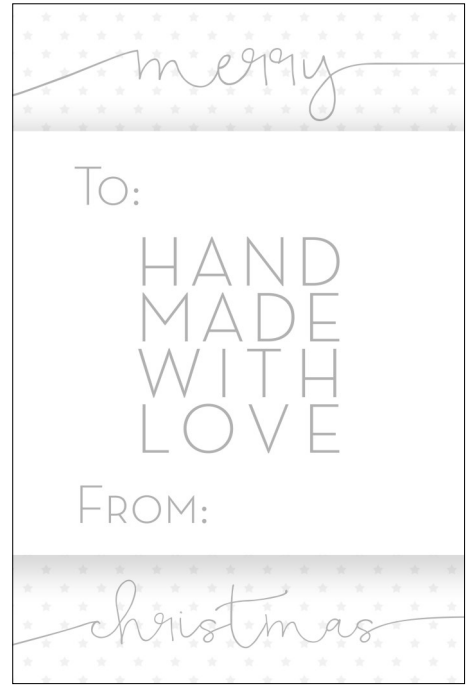 merry
To:
HAND
MADE
WITH
LOVE
From:
christmas